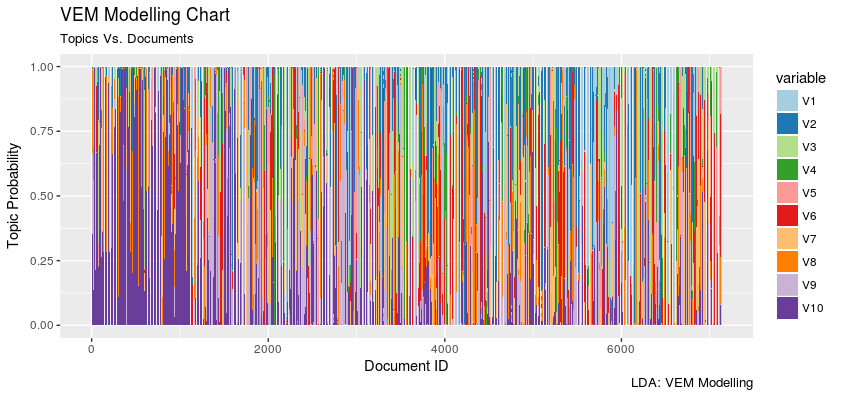 VEM Modelling Chart
Topics Vs. Documents
Topic Probability
1.00
0.75
0.50
0.25
0.00
0
2000
4000
6000
Document ID
LDA: VEM Modelling
variable
V1
V2
V3
V4
V5
V6
V7
V8
V9
V10